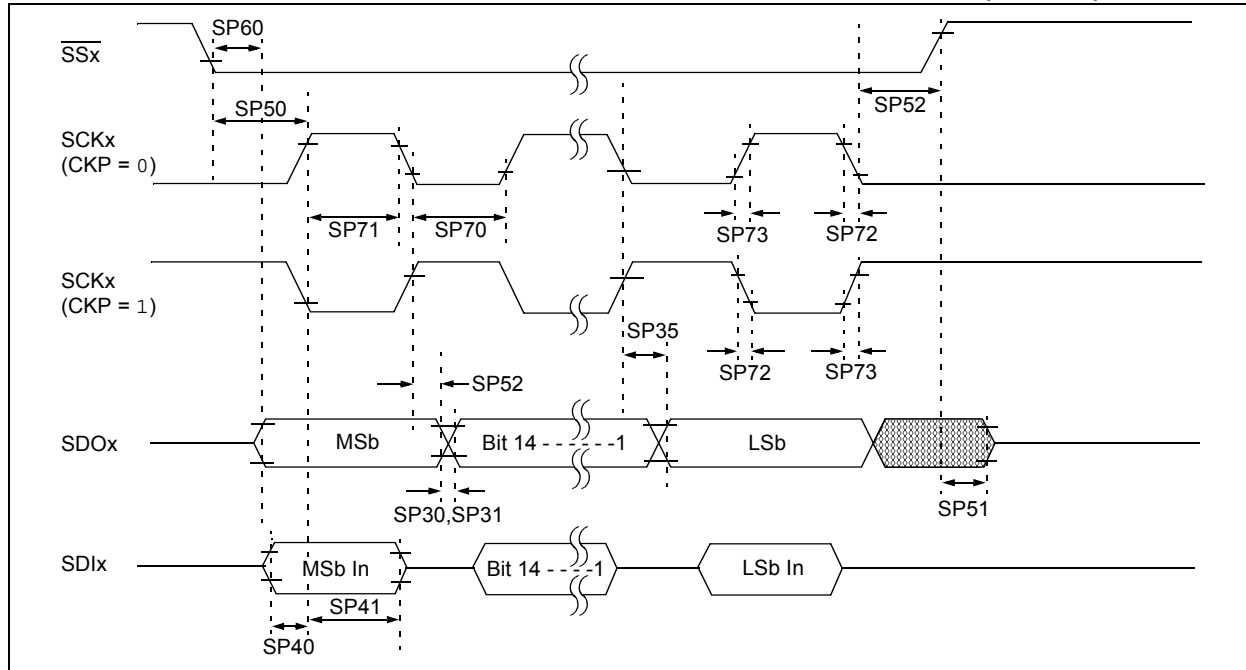 SP60
SSx
SP50
SP52
SCKx
(CKP = 0)
SP71
SP70
SP73
SP72
SCKx
(CKP = 1)
SP35
SP72
SP73
SP52
SDOx
MSb
Bit 14 - - - - - -1
LSb
SP30,SP31
SP51
SDIx
MSb In
Bit 14 - - - -1
LSb In
SP41
SP40